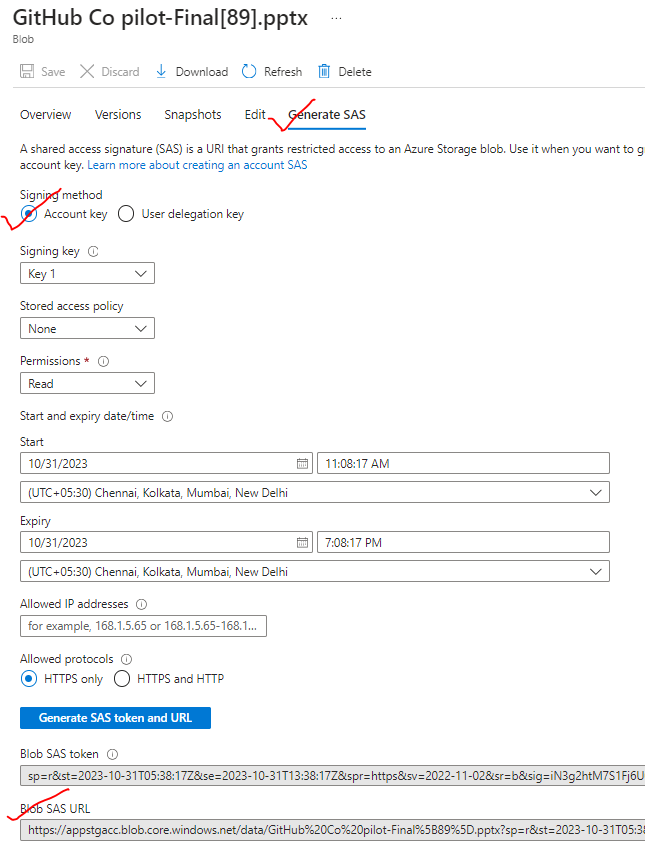 GitHub Co pilot-Final[89].pptx ...
Blob
Save Discard Download Refresh Delete
Overview Versions Snapshots Edit Generate SAS
A shared access signature (SAS) is a URI that grants restricted access to an Azure Storage blob. Use it when you want to g
account key. Learn more about creating an account SAS
Signing method
Account key User delegation key
Signing key
Key 1
Stored access policy
None
Permissions *
Read
Start and expiry date/time
Start
10/31/2023 11:08:17 AM
(UTC+05:30) Chennai, Kolkata, Mumbai, New Delhi
Expiry
10/31/2023 7:08:17 PM
(UTC+05:30) Chennai, Kolkata, Mumbai, New Delhi
Allowed IP addresses
for example, 168.1.5.65 or 168.1.5.65-168.1...
Allowed protocols
HTTPS only HTTPS and HTTP
Generate SAS token and URL
Blob SAS token
sp=r&st=2023-10-31T05:38:17Z&se=2023-10-31T13:38:17Z&spr=https&sv=2022-11-02&sr=b&sig=iN3g2htM7S1Fj6U
Blob SAS URL
https://appstgacc.blob.core.windows.net/data/GitHub%20Co%20pilot-Final%5B89%5D.pptx?sp=r&st=2023-10-31T05:38